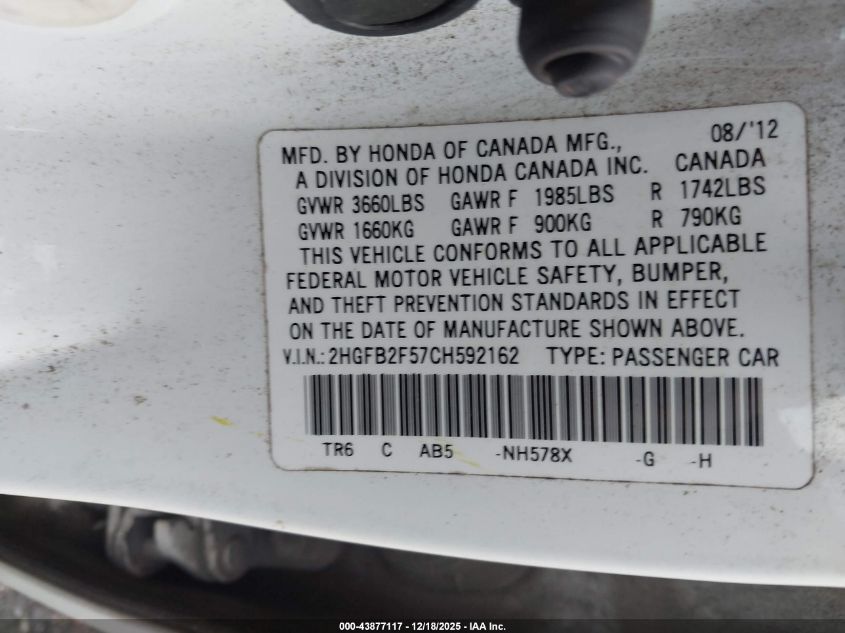 08/'12
MFD. BY HONDA OF CANADA MFG.,
A DIVISION OF HONDA CANADA INC. CANADA
GVWR 3660LBS GAWR F 1985LBS R 1742LBS
GVWR 1660KG GAWR F 900KG R 790KG
THIS VEHICLE CONFORMS TO ALL APPLICABLE
FEDERAL MOTOR VEHICLE SAFETY, BUMPER,
AND THEFT PREVENTION STANDARDS IN EFFECT
ON THE DATE OF MANUFACTURE SHOWN ABOVE.
V.I.N.: 2HGFB2F57CH592162 TYPE: PASSENGER CAR
TR6 C AB5 -NH578X -G -H
000-43877117 - 12/18/2025 - IAA Inc.